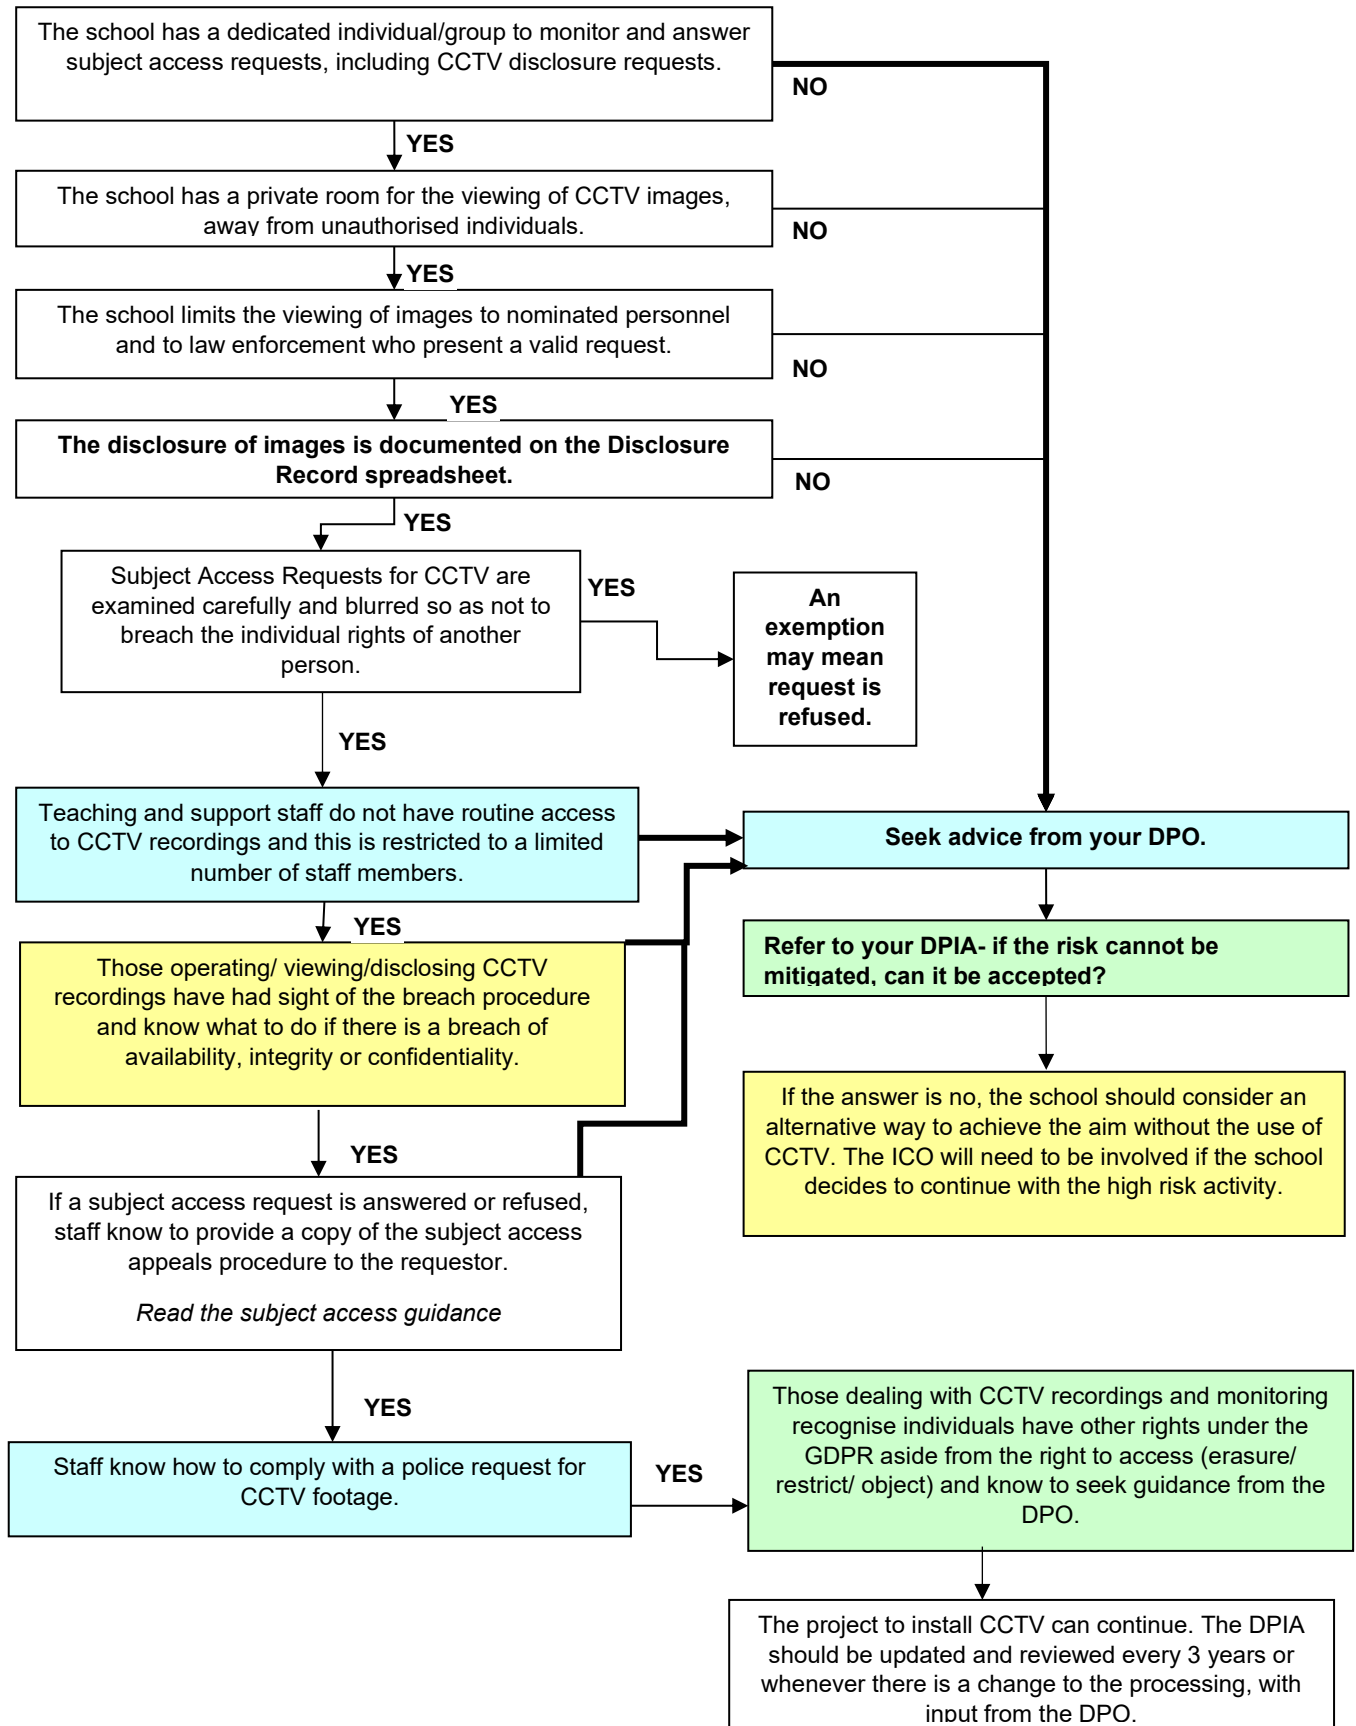 The school has a dedicated individual/group to monitor and answer
subject access requests, including CCTV disclosure requests.
NO
YES
The school has a private room for the viewing of CCTV images,
away from unauthorised individuals.
NO
YES
The school limits the viewing of images to nominated personnel
and to law enforcement who present a valid request.
NO
YES
The disclosure of images is documented on the Disclosure
Record spreadsheet.
NO
YES
Subject Access Requests for CCTV are
examined carefully and blurred so as not to
breach the individual rights of another
person.
YES
An
exemption
may mean
request is
refused.
YES
Teaching and support staff do not have routine access
to CCTV recordings and this is restricted to a limited
number of staff members.
Seek advice from your DPO.
YES
Those operating/ viewing/disclosing CCTV
recordings have had sight of the breach procedure
and know what to do if there is a breach of
availability, integrity or confidentiality.
Refer to your DPIA- if the risk cannot be
mitigated, can it be accepted?
If the answer is no, the school should consider an
alternative way to achieve the aim without the use of
CCTV. The ICO will need to be involved if the school
decides to continue with the high risk activity.
YES
If a subject access request is answered or refused,
staff know to provide a copy of the subject access
appeals procedure to the requestor.
Read the subject access guidance
YES
Staff know how to comply with a police request for
CCTV footage.
YES
Those dealing with CCTV recordings and monitoring
recognise individuals have other rights under the
GDPR aside from the right to access (erasure/
restrict/ object) and know to seek guidance from the
DPO.
The project to install CCTV can continue. The DPIA
should be updated and reviewed every 3 years or
whenever there is a change to the processing, with
input from the DPO.